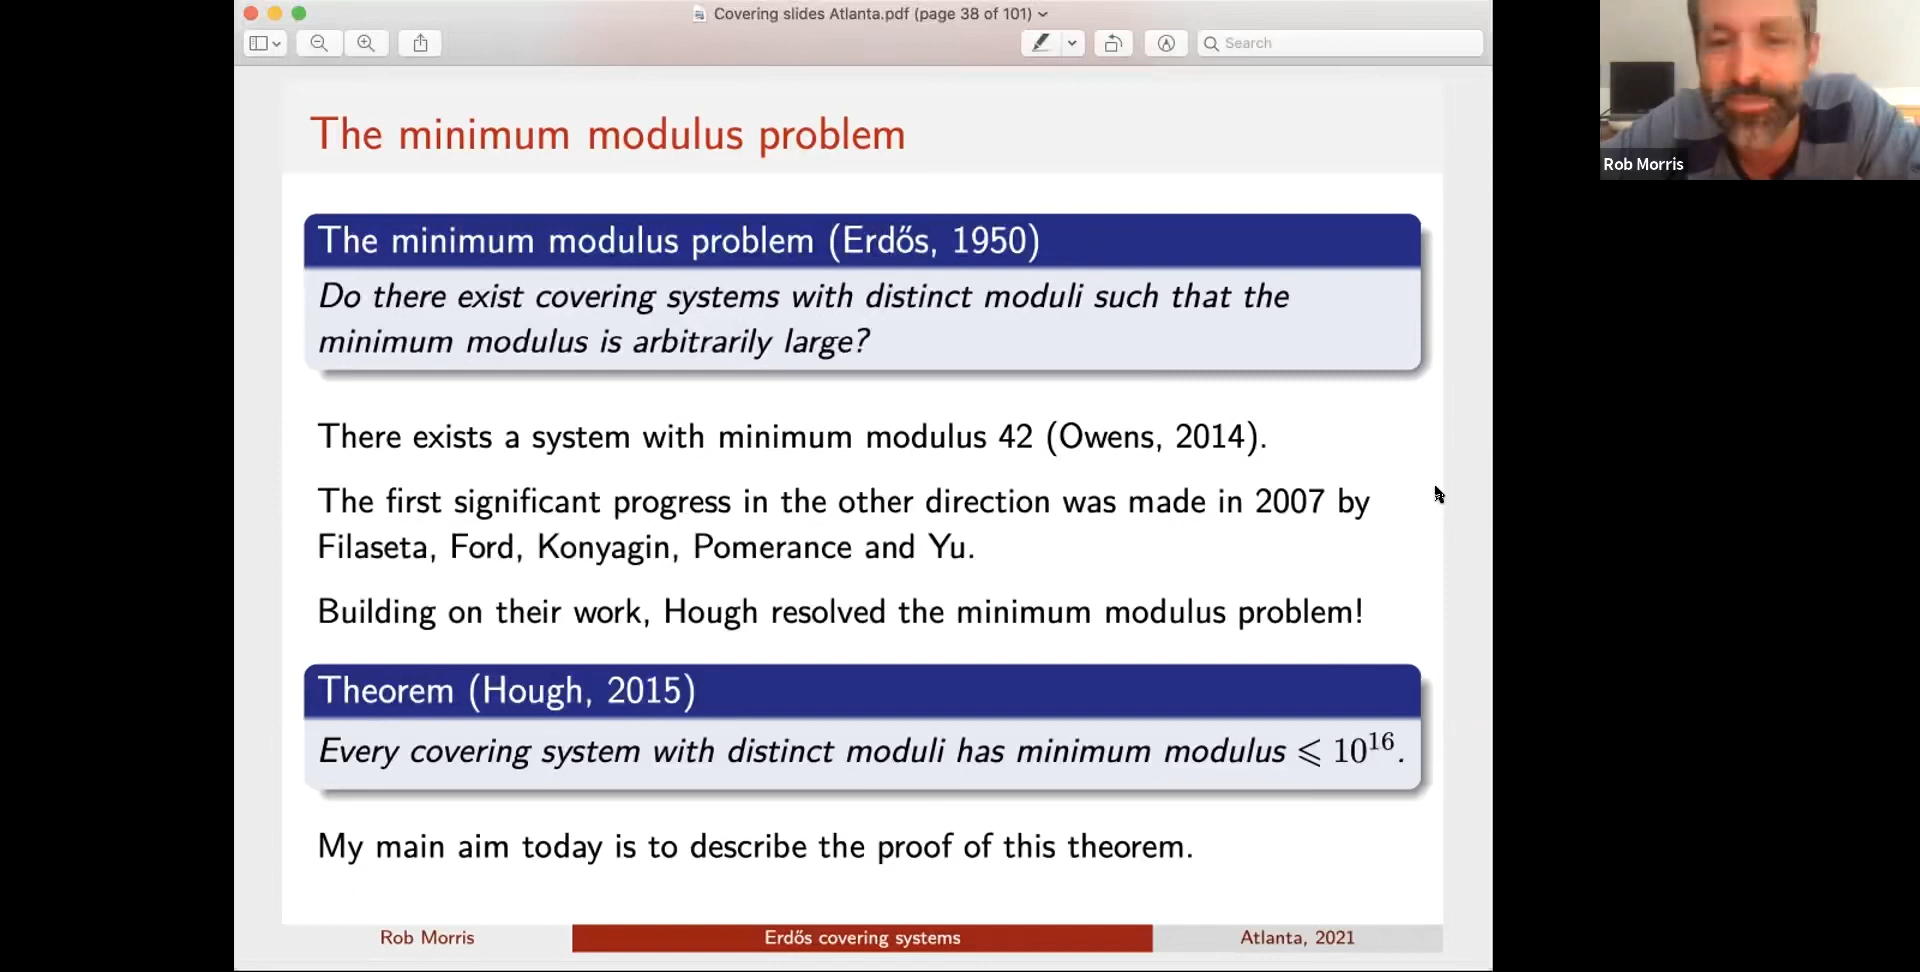 Covering slides Atlanta.pdf (page 38 of 101)
Search
The minimum modulus problem
The minimum modulus problem (Erdős, 1950)
Do there exist covering systems with distinct moduli such that the
minimum modulus is arbitrarily large?
There exists a system with minimum modulus 42 (Owens, 2014).
The first significant progress in the other direction was made in 2007 by
Filaseta, Ford, Konyagin, Pomerance and Yu.
Building on their work, Hough resolved the minimum modulus problem!
Theorem (Hough, 2015)
Every covering system with distinct moduli has minimum modulus ⩽ 10¹⁶.
My main aim today is to describe the proof of this theorem.
Rob Morris
Erdős covering systems
Atlanta, 2021
Rob Morris